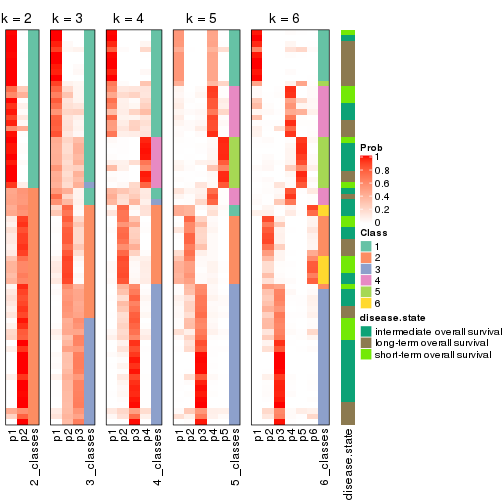 k = 2
k = 3
k = 4
k = 5
k = 6
Prob
1
0.8
0.6
0.4
0.2
0
Class
1
2
3
4
5
6
disease.state
intermediate overall survival
long-term overall survival
short-term overall survival
p1
p2
2_classes
p1
p2
p3
3_classes
p1
p2
p3
p4
4_classes
p1
p2
p3
p4
p5
5_classes
p1
p2
p3
p4
p5
p6
6_classes
disease.state